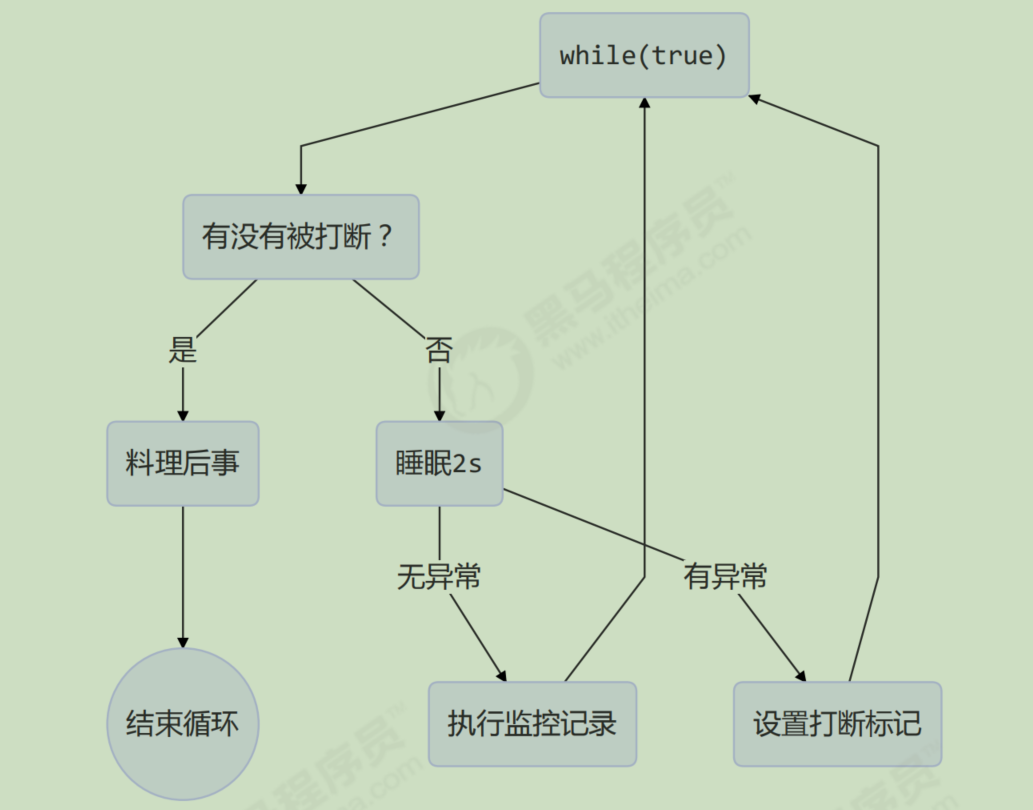 while(true)
有没有被打断？
是
否
料理后事
睡眠2s
无异常
有异常
结束循环
执行监控记录
设置打断标记
黑马程序员™
www.itheima.com